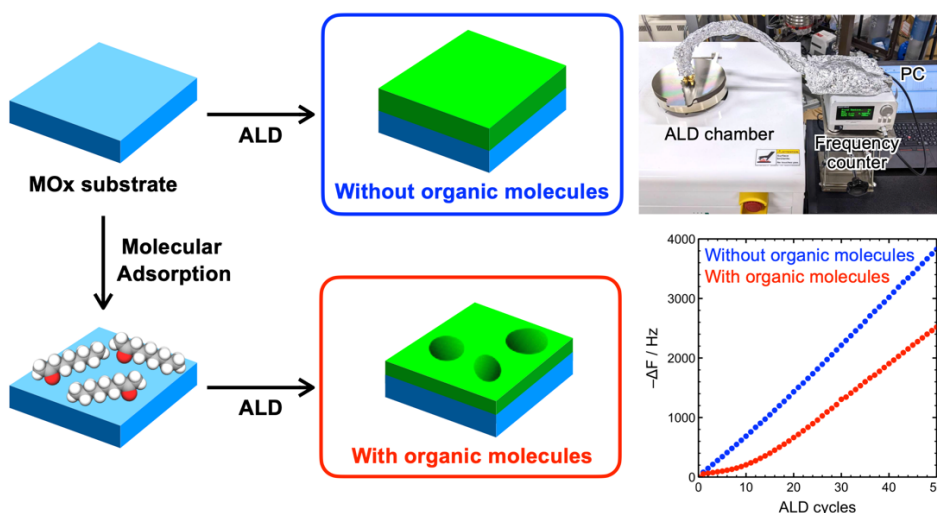 MOx substrate
ALD
Without organic molecules
Molecular
Adsorption
ALD
With organic molecules
PC
ALD chamber
Frequency
counter
4000
Without organic molecules
With organic molecules
3000
2000
1000
0
–ΔF / Hz
0
10
20
30
40
50
ALD cycles